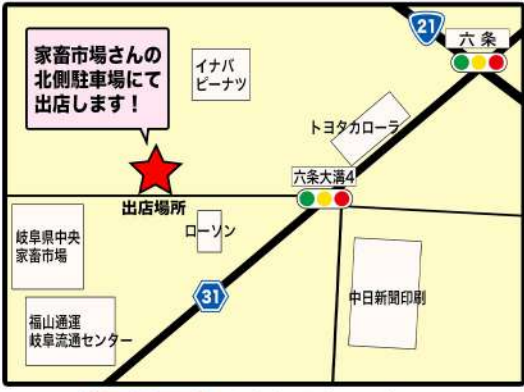 家畜市場さんの
北側駐車場にて
出店します！
イナバ
ピーナツ
21
六条
トヨタカローラ
六条大溝4
出店場所
ローソン
岐阜県中央
家畜市場
31
中日新聞印刷
福山通運
岐阜流通センター